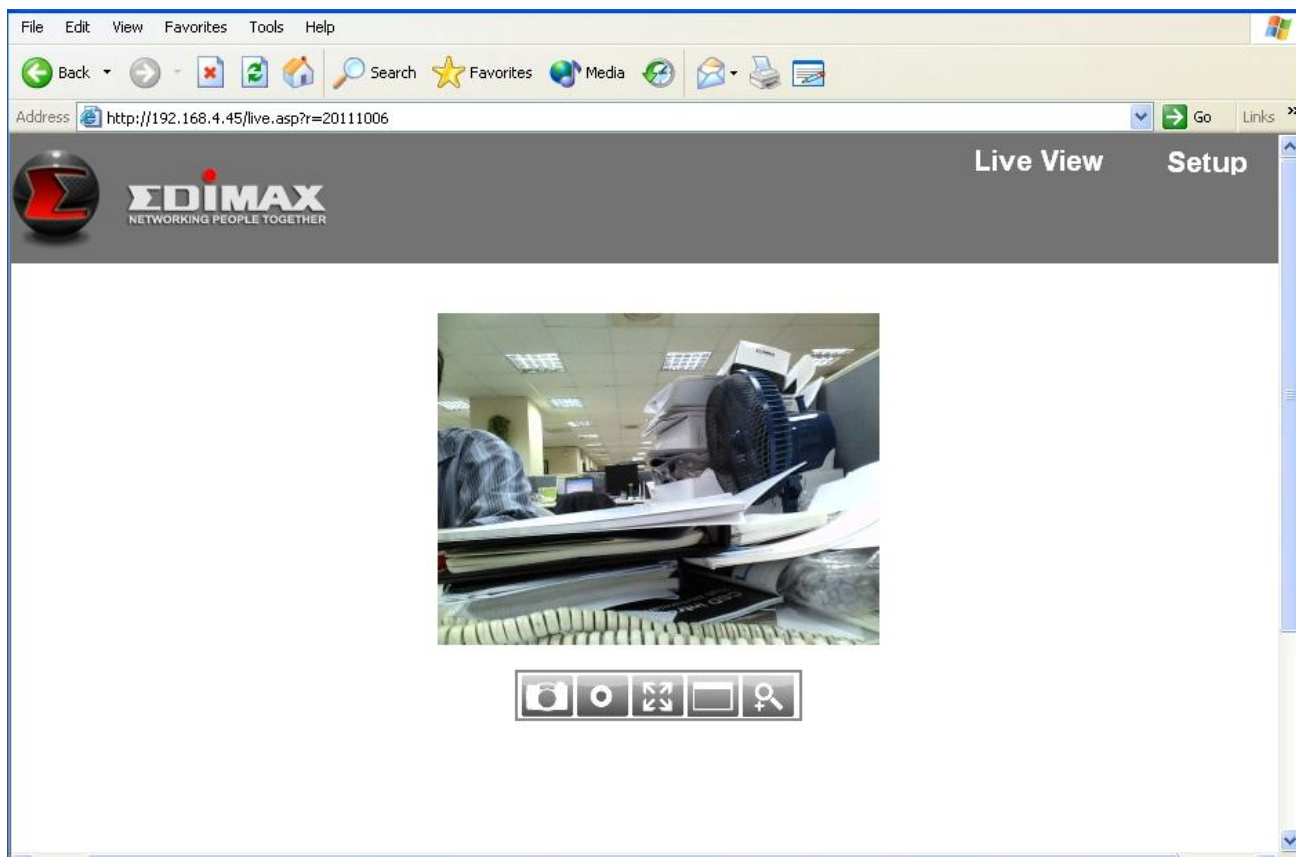 File Edit View Favorites Tools Help
Back Search Favorites Media
Address http://192.168.4.45/live.asp?r=20111006 Go Links »
Live View Setup
EDIMAX
NETWORKING PEOPLE TOGETHER